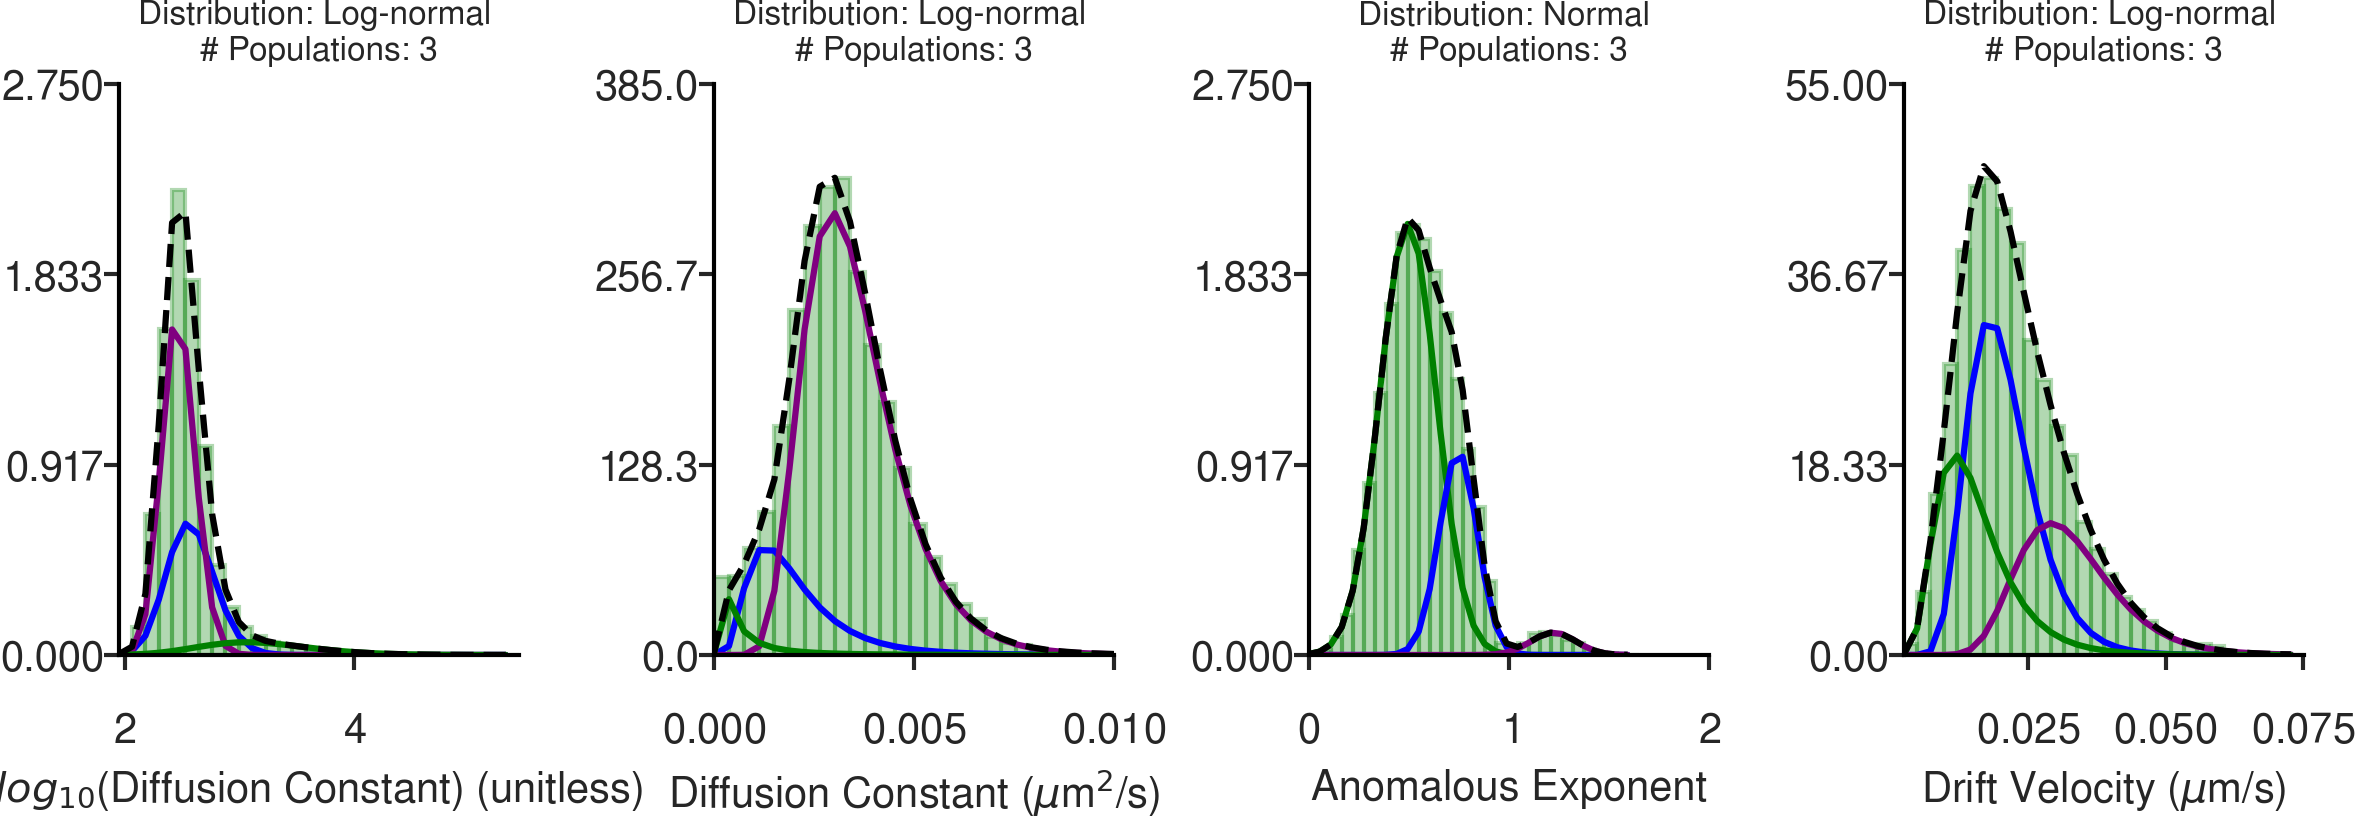 Distribution: Log-normal
# Populations: 3
2.750
1.833
0.917
0.000
2 4
log₁₀(Diffusion Constant) (unitless)
Distribution: Log-normal
# Populations: 3
385.0
256.7
128.3
0.0
0.000 0.005 0.010
Diffusion Constant (μm²/s)
Distribution: Normal
# Populations: 3
2.750
1.833
0.917
0.000
0 1 2
Anomalous Exponent
Distribution: Log-normal
# Populations: 3
55.00
36.67
18.33
0.00
0.025 0.050 0.075
Drift Velocity (μm/s)